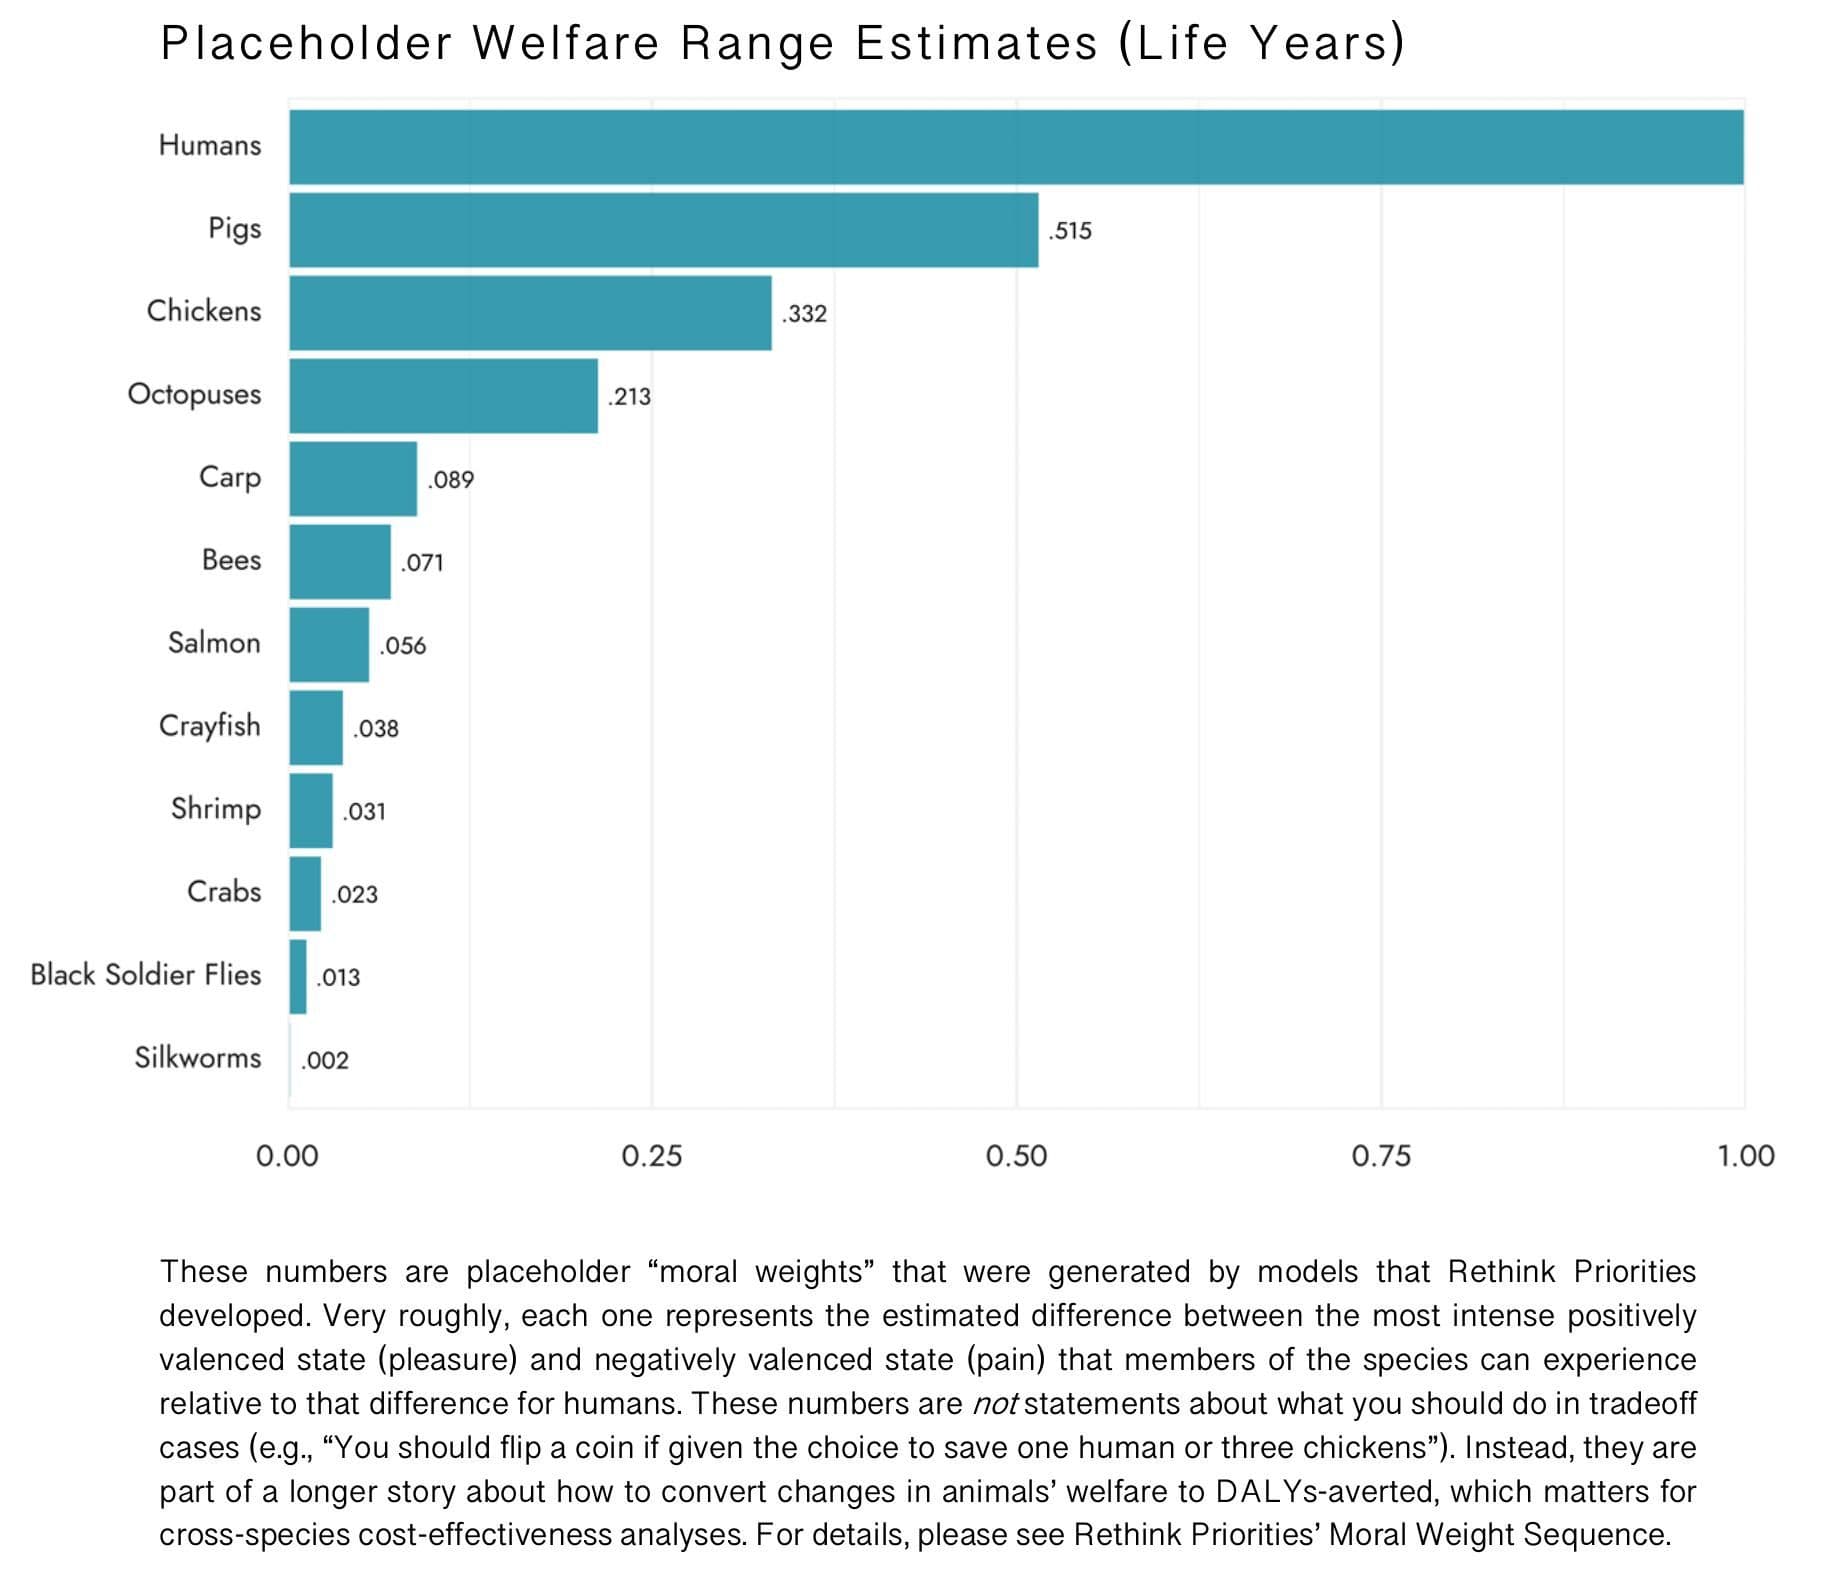 Placeholder Welfare Range Estimates (Life Years)
Humans
Pigs .515
Chickens .332
Octopuses .213
Carp .089
Bees .071
Salmon .056
Crayfish .038
Shrimp .031
Crabs .023
Black Soldier Flies .013
Silkworms .002
0.00 0.25 0.50 0.75 1.00
These numbers are placeholder “moral weights” that were generated by models that Rethink Priorities
developed. Very roughly, each one represents the estimated difference between the most intense positively
valenced state (pleasure) and negatively valenced state (pain) that members of the species can experience
relative to that difference for humans. These numbers are not statements about what you should do in tradeoff
cases (e.g., “You should flip a coin if given the choice to save one human or three chickens”). Instead, they are
part of a longer story about how to convert changes in animals’ welfare to DALYs-averted, which matters for
cross-species cost-effectiveness analyses. For details, please see Rethink Priorities’ Moral Weight Sequence.